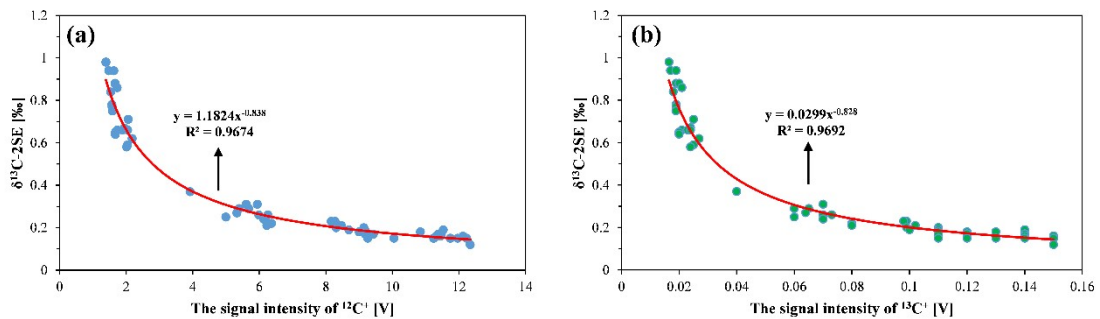 (a)
δ¹³C-2SE [‰]
1.2
1
0.8
0.6
0.4
0.2
0
y = 1.1824x⁻⁰·⁸³⁸
R² = 0.9674
0 2 4 6 8 10 12 14
The signal intensity of ¹²C⁺ [V]
(b)
δ¹³C-2SE [‰]
1.2
1
0.8
0.6
0.4
0.2
0
y = 0.0299x⁻⁰·⁸²⁸
R² = 0.9692
0 0.02 0.04 0.06 0.08 0.1 0.12 0.14 0.16
The signal intensity of ¹³C⁺ [V]